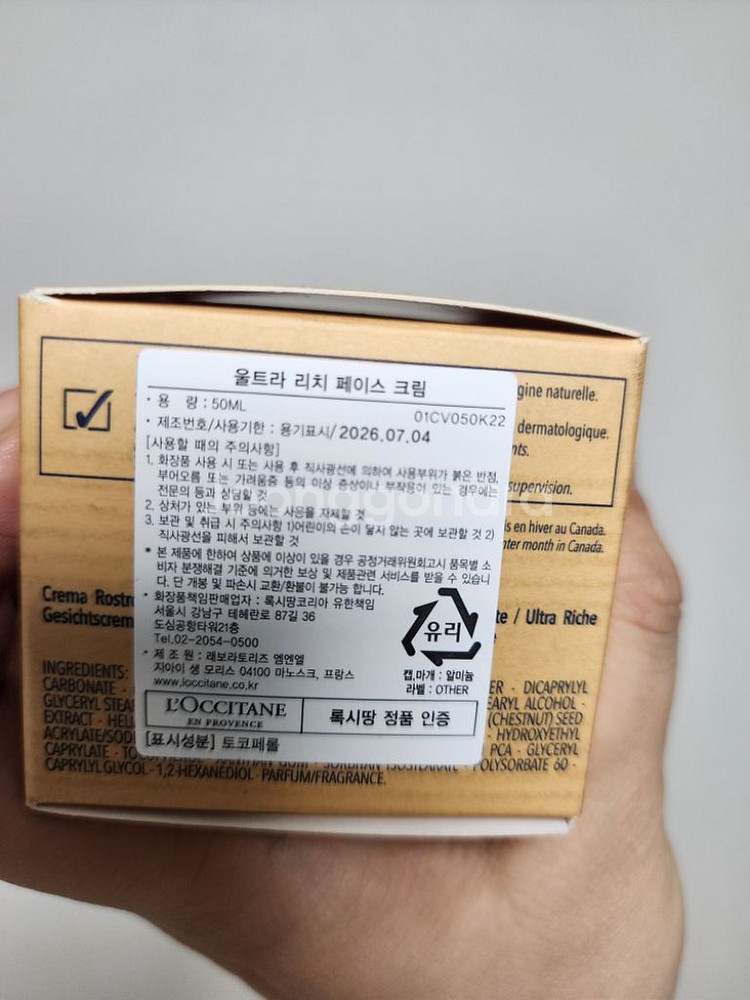 울트라 리치 페이스 크림
· 용 량 : 50ML
01CV050K22
· 제조번호/사용기한 : 용기표시/ 2026.07.04
[사용할 때의 주의사항]
1. 화장품 사용 시 또는 사용 후 직사광선에 의하여 사용부위가 붉은 반점,
부어오름 또는 가려움증 등의 이상 증상이나 부작용이 있는 경우에는
전문의 등과 상담할 것
2. 상처가 있는 부위 등에는 사용을 자제할 것
3. 보관 및 취급 시 주의사항 1)어린이의 손이 닿지 않는 곳에 보관할 것 2)
직사광선을 피해서 보관할 것
* 본 제품에 한하여 상품에 이상이 있을 경우 공정거래위원회고시 품목별 소
비자 분쟁해결 기준에 의거한 보상 및 제품관련 서비스를 받을 수 있습니
다. 단 개봉 및 파손시 교환/환불이 불가능 합니다.
* 화장품책임판매업자 : 록시땅코리아 유한책임
서울시 강남구 테헤란로 87길 36
도심공항타워21층
Tel.02-2054-0500
* 제 조 원 : 래보라토리즈 엠엔엘
지아이 생 모리스 04100 마노스크, 프랑스
www.loccitane.co.kr
유리
캡,마개 : 알미늄
라벨 : OTHER
L'OCCITANE
EN PROVENCE
록시땅 정품 인증
[표시성분] 토코페롤
gine naturelle.
dermatologique.
nts.
supervision.
s en hiver au Canada.
nter month in Canada.
Crema Rostro
Gesichtscrem
te / Ultra Riche
e
INGREDIENTS:
CARBONATE ·
GLYCERYL STEAR
EXTRACT · HELI
ACRYLATE/SODI
CAPRYLATE · TOCO
ER · DICAPRYLYL
EARYL ALCOHOL ·
(CHESTNUT) SEED
· HYDROXYETHYL
PCA · GLYCERYL
XANTHAN GUM · SORBITAN ISOSTEARATE · POLYSORBATE 60 ·
CAPRYLYL GLYCOL · 1,2-HEXANEDIOL · PARFUM/FRAGRANCE.